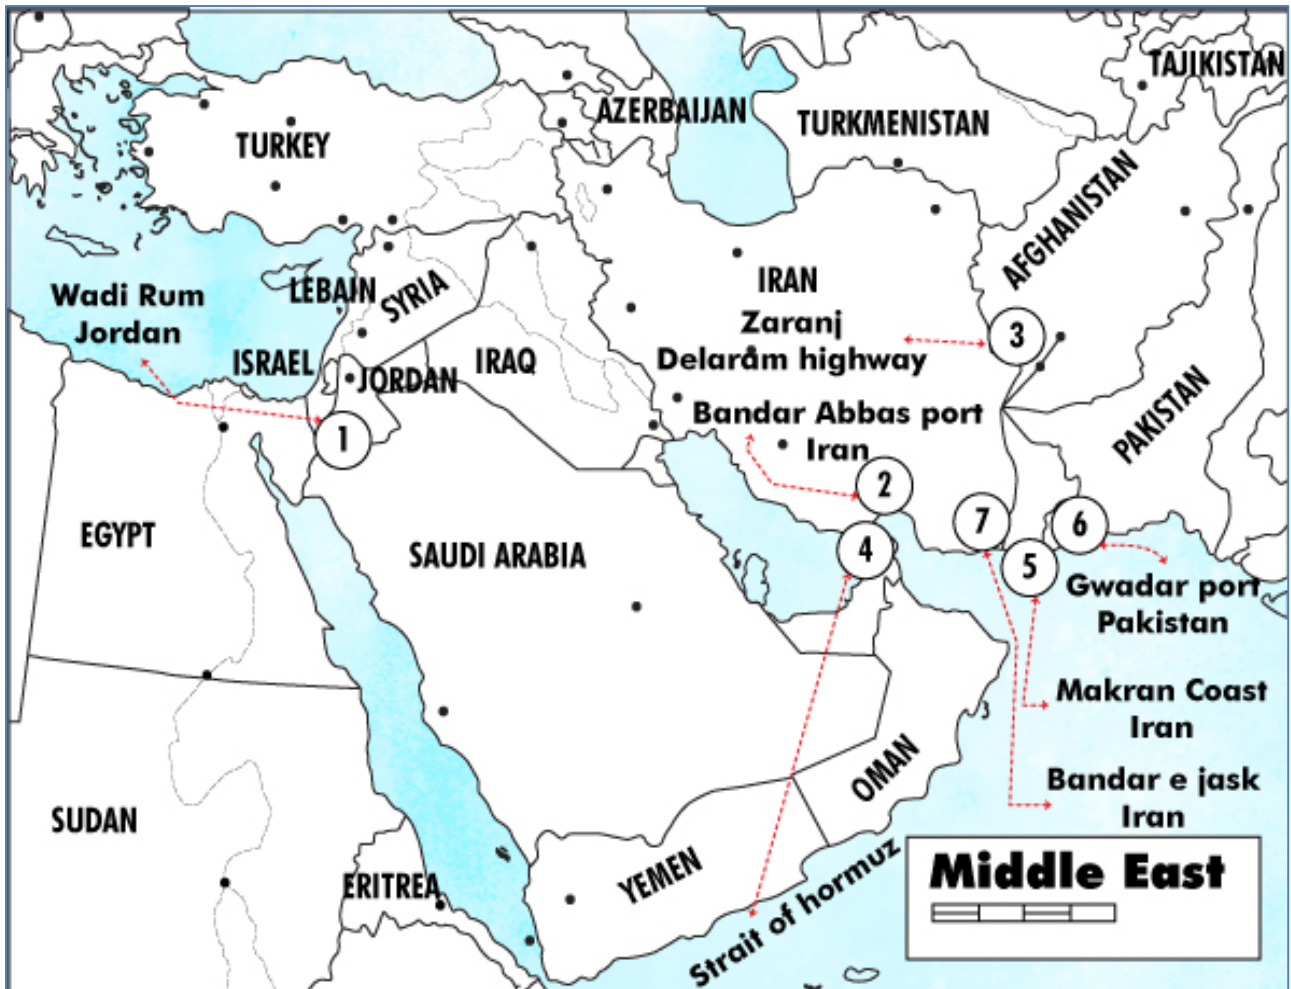 TAJIKISTAN
AZERBAIJAN
TURKMENISTAN
TURKEY
AFGHANISTAN
Wadi Rum
Jordan
LEBAIN
SYRIA
IRAN
Zaranj
Delaram highway
3
ISRAEL
JORDAN
IRAQ
PAKISTAN
Bandar Abbas port
Iran
1
2
EGYPT
SAUDI ARABIA
4
7
6
5
Gwadar port
Pakistan
Makran Coast
Iran
OMAN
Bandar e jask
Iran
SUDAN
ERITREA
YEMEN
Strait of hormuz
Middle East